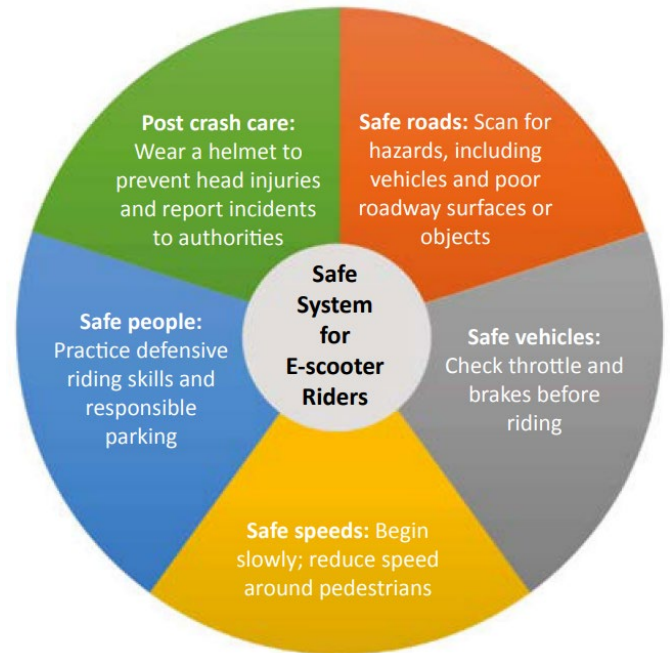 Post crash care:
Wear a helmet to
prevent head injuries
and report incidents
to authorities
Safe roads: Scan for
hazards, including
vehicles and poor
roadway surfaces or
objects
Safe
System
for
E-scooter
Riders
Safe people:
Practice defensive
riding skills and
responsible
parking
Safe vehicles:
Check throttle and
brakes before
riding
Safe speeds: Begin
slowly; reduce speed
around pedestrians